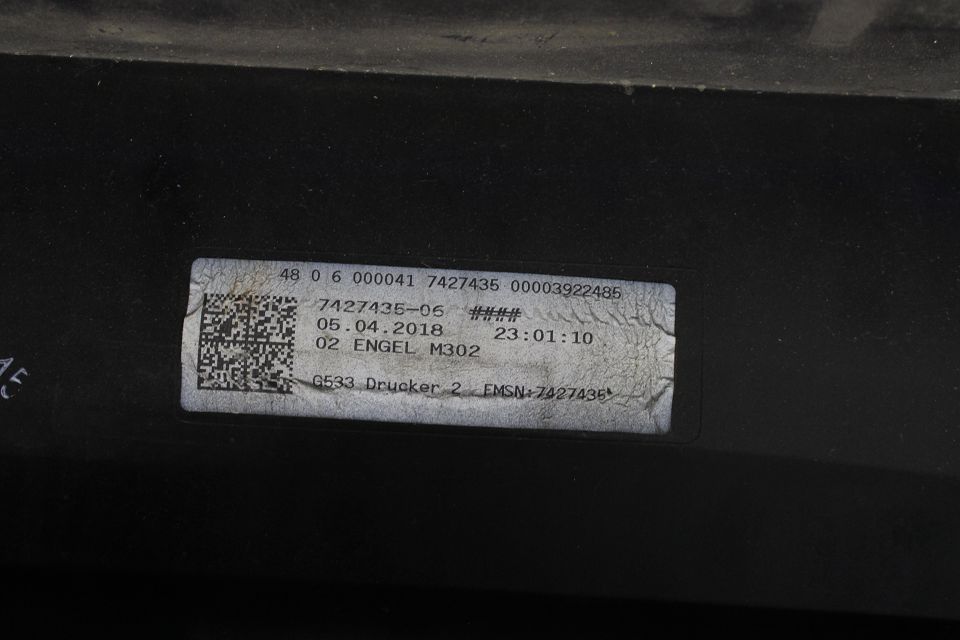 48 0 6 000041 7427435 00003922485
7427435-06 ####
05.04.2018 23:01:10
02 ENGEL M302
G533 Drucker 2 FMSN:7427435